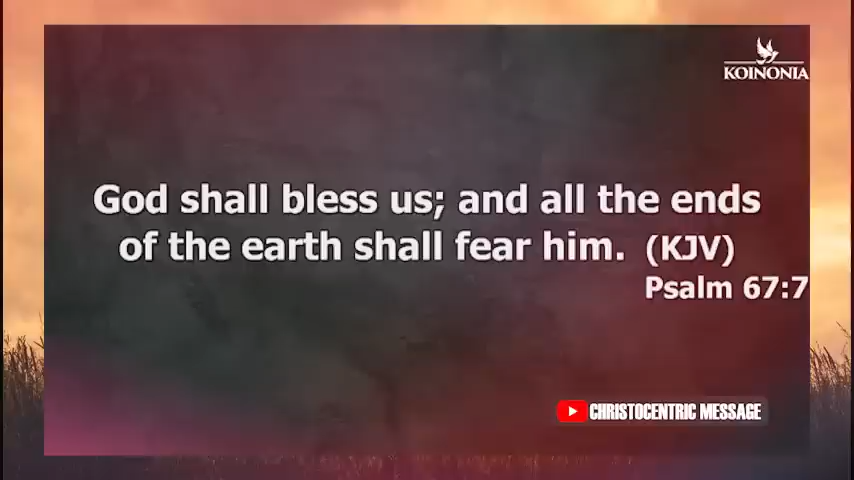 KOINONIA
God shall bless us; and all the ends
of the earth shall fear him. (KJV)
Psalm 67:7
CHRISTOCENTRIC MESSAGE